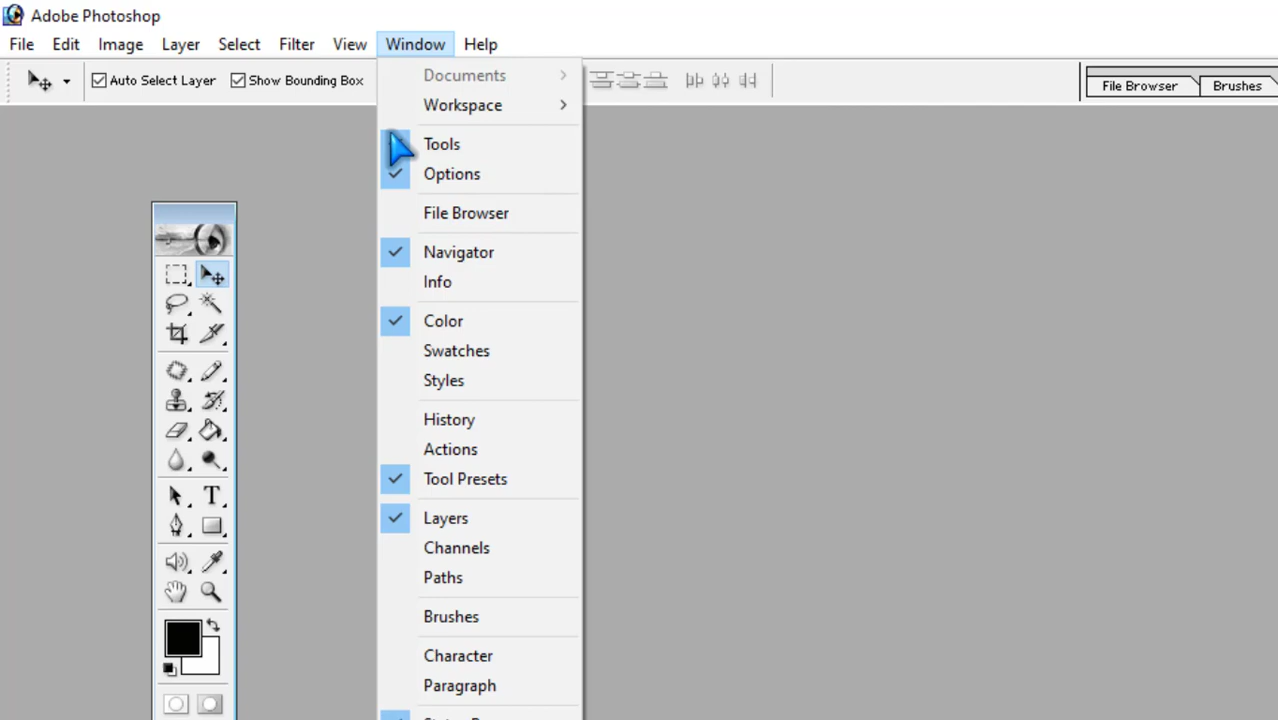 Adobe Photoshop
File Edit Image Layer Select Filter View Window Help
Auto Select Layer Show Bounding Box File Browser Brushes
Documents
Workspace
Tools
Options
File Browser
Navigator
Info
Color
Swatches
Styles
History
Actions
Tool Presets
Layers
Channels
Paths
Brushes
Character
Paragraph